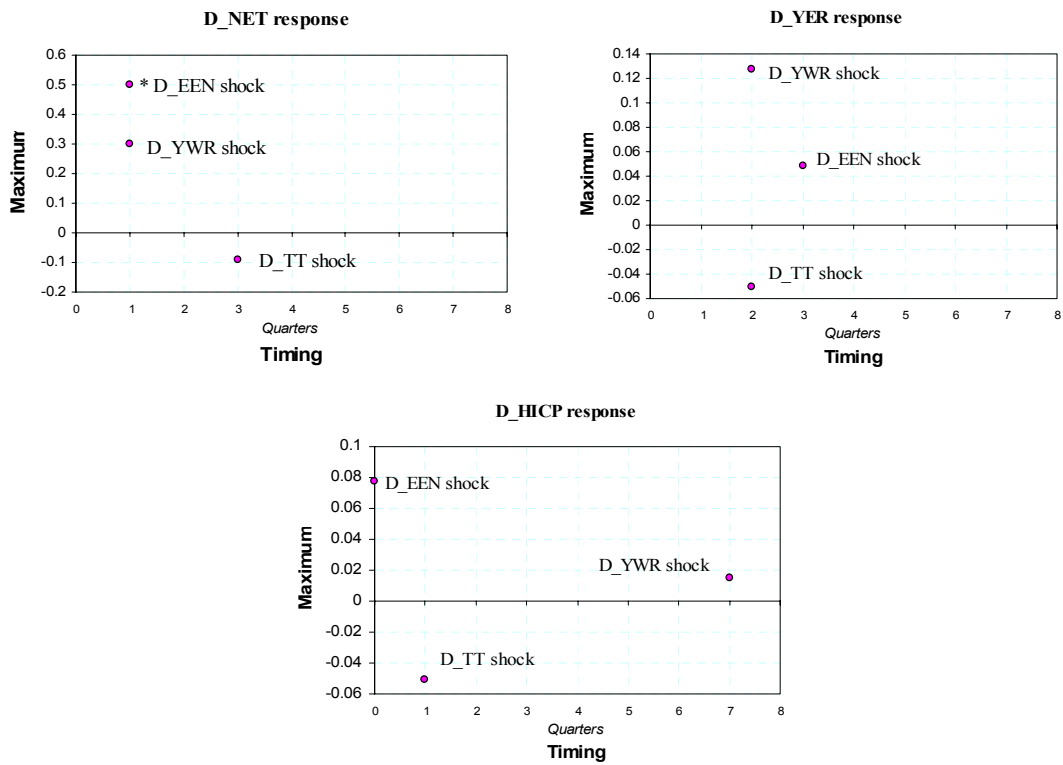 D_NET response
0.6
0.5
0.4
0.3
0.2
0.1
0
-0.1
-0.2
Maximum
* D_EEN shock
D_YWR shock
D_TT shock
0 1 2 3 4 5 6 7 8
Quarters
Timing
D_YER response
0.14
0.12
0.1
0.08
0.06
0.04
0.02
0
-0.02
-0.04
-0.06
Maximum
D_YWR shock
D_EEN shock
D_TT shock
0 1 2 3 4 5 6 7 8
Quarters
Timing
D_HICP response
0.1
0.08
0.06
0.04
0.02
0
-0.02
-0.04
-0.06
Maximum
D_EEN shock
D_YWR shock
D_TT shock
0 1 2 3 4 5 6 7 8
Quarters
Timing